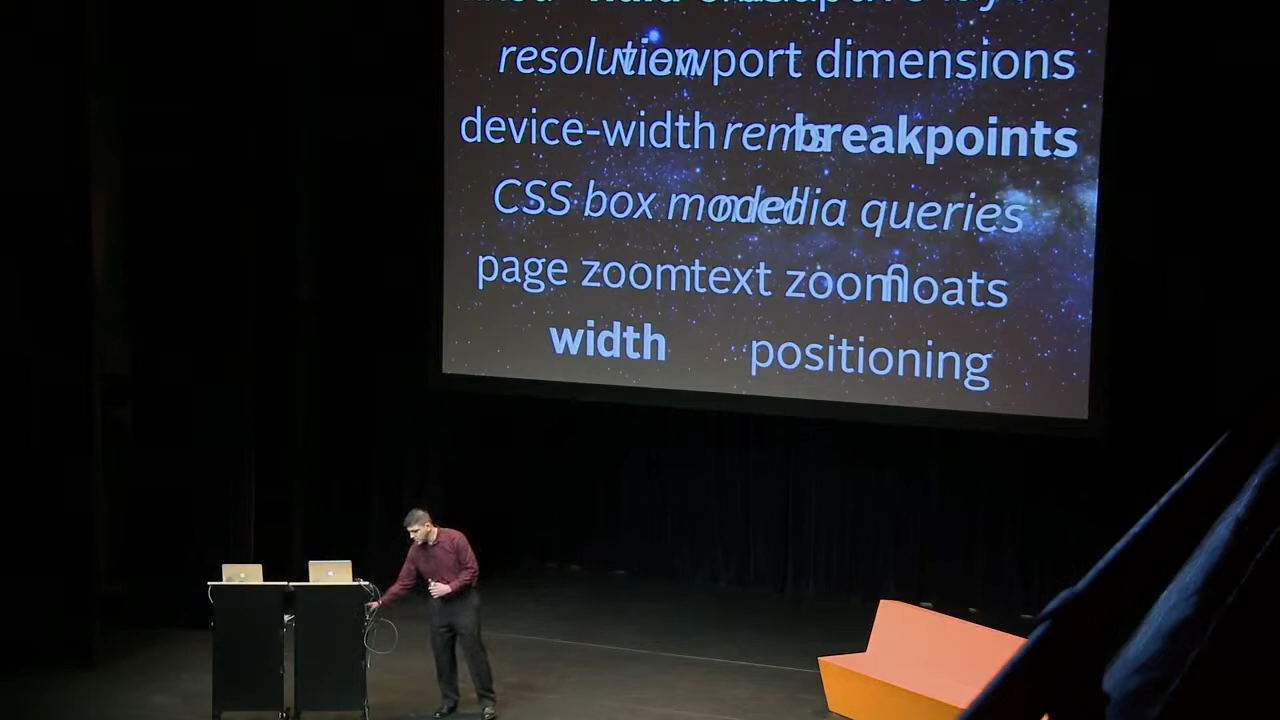 resolution viewport dimensions
device-width rems breakpoints
CSS box model media queries
page zoom text zoom floats
width positioning